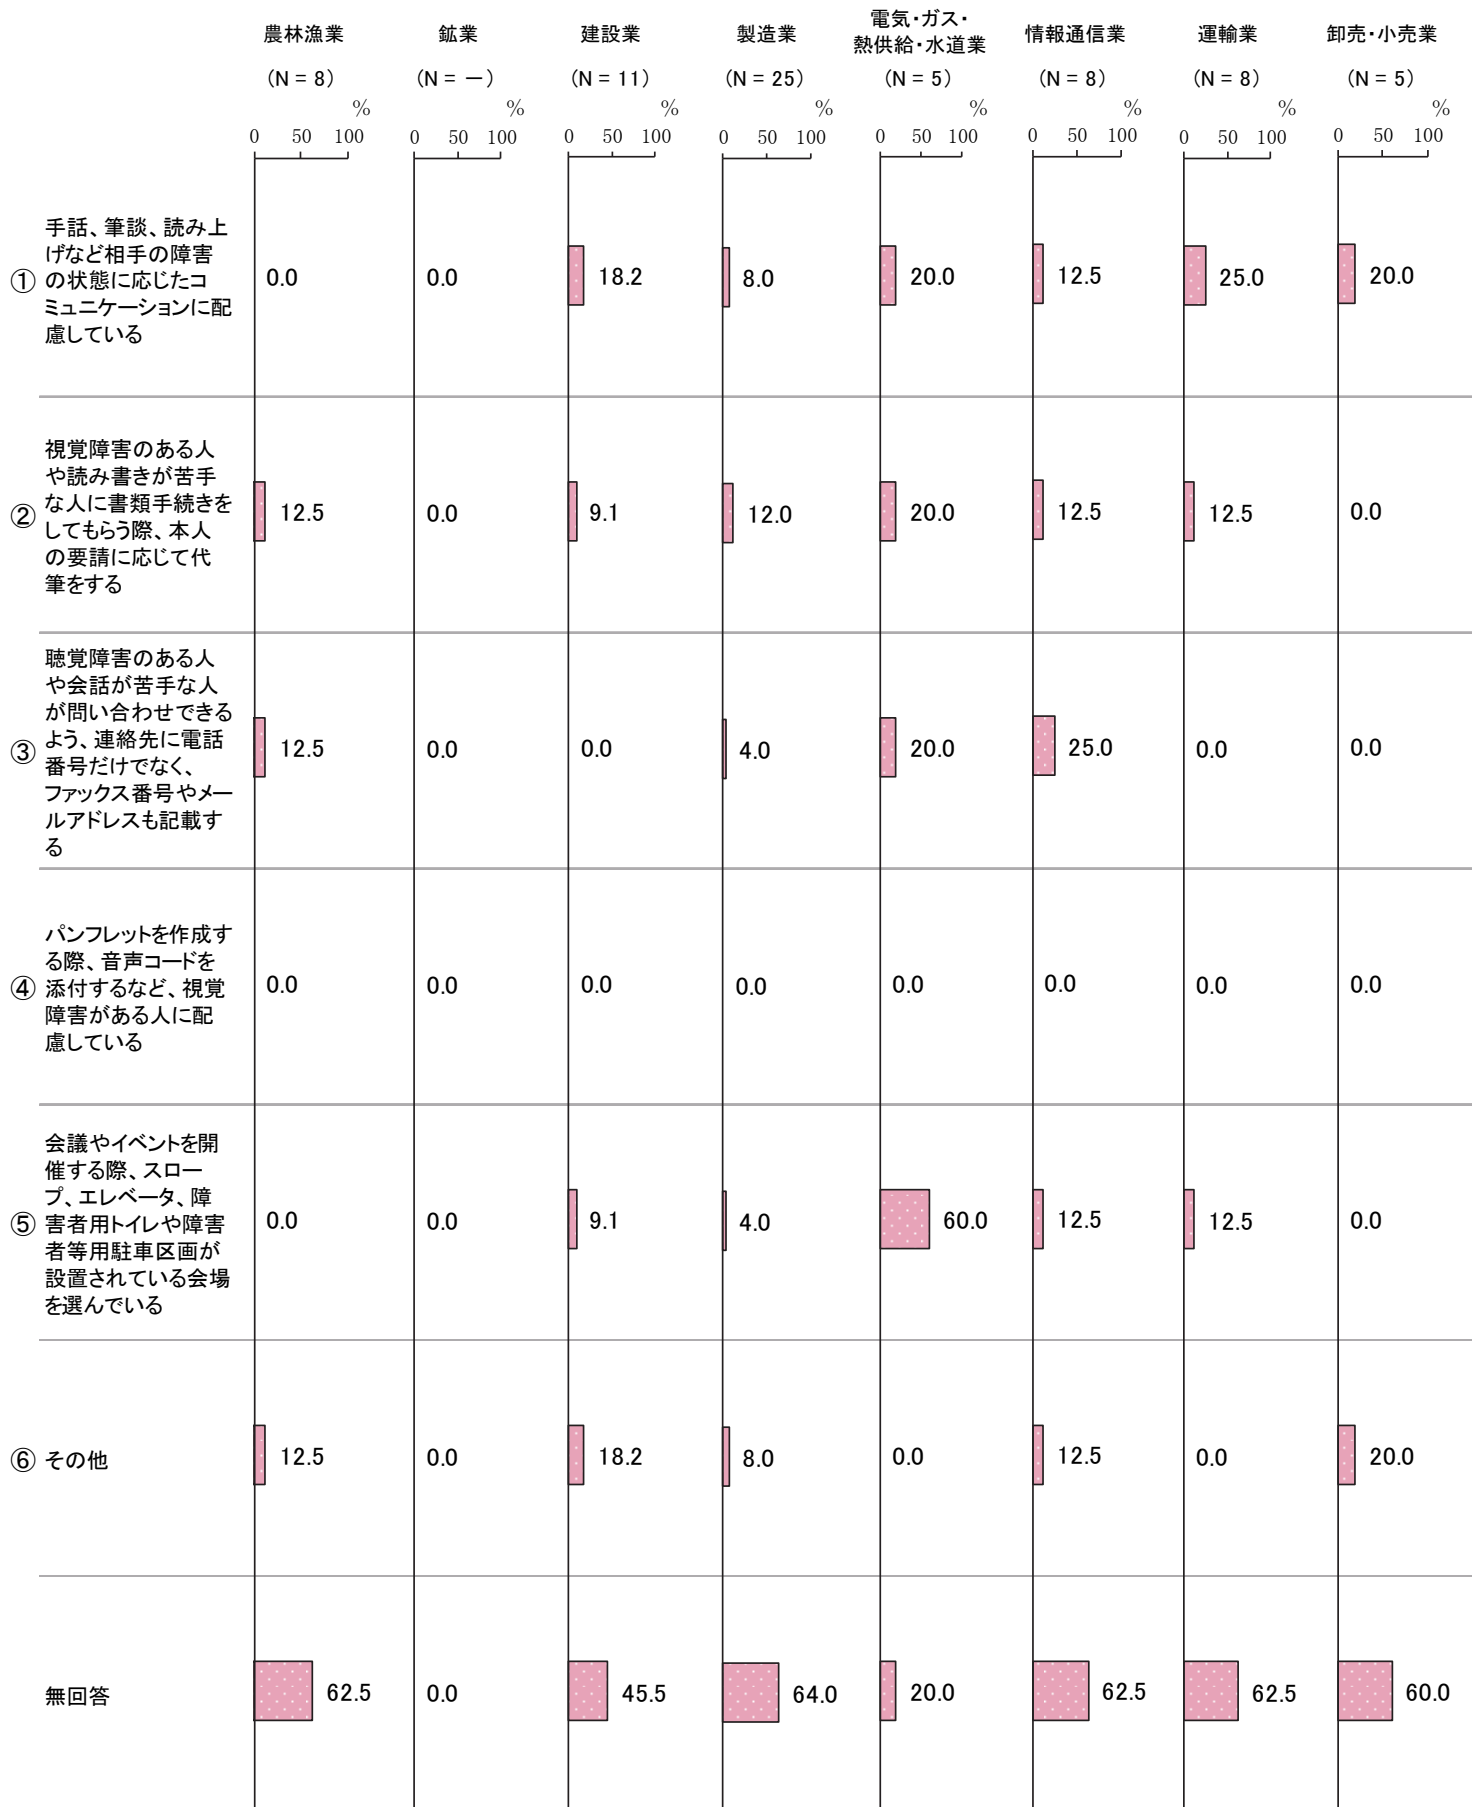 農林漁業 鉱業 建設業 製造業 電気・ガス・ 情報通信業 運輸業 卸売・小売業
熱供給・水道業
（N = 8） （N = ー） （N = 11） （N = 25） （N = 5） （N = 8） （N = 8） （N = 5）
% % % % % % % %
0 50 100 0 50 100 0 50 100 0 50 100 0 50 100 0 50 100 0 50 100 0 50 100
手話、筆談、読み上
げなど相手の障害
① の状態に応じたコ 0.0 0.0 18.2 8.0 20.0 12.5 25.0 20.0
ミュニケーションに配
慮している
視覚障害のある人
や読み書きが苦手
② な人に書類手続きを 12.5 0.0 9.1 12.0 20.0 12.5 12.5 0.0
してもらう際、本人
の要請に応じて代
筆をする
聴覚障害のある人
や会話が苦手な人
が問い合わせできる
③ よう、連絡先に電話 12.5 0.0 0.0 4.0 20.0 25.0 0.0 0.0
番号だけでなく、
ファックス番号やメー
ルアドレスも記載す
る
パンフレットを作成す
る際、音声コードを
④ 添付するなど、視覚 0.0 0.0 0.0 0.0 0.0 0.0 0.0 0.0
障害がある人に配
慮している
会議やイベントを開
催する際、スロー
プ、エレベータ、障
⑤ 害者用トイレや障害 0.0 0.0 9.1 4.0 60.0 12.5 12.5 0.0
者等用駐車区画が
設置されている会場
を選んでいる
⑥ その他 12.5 0.0 18.2 8.0 0.0 12.5 0.0 20.0
無回答 62.5 0.0 45.5 64.0 20.0 62.5 62.5 60.0